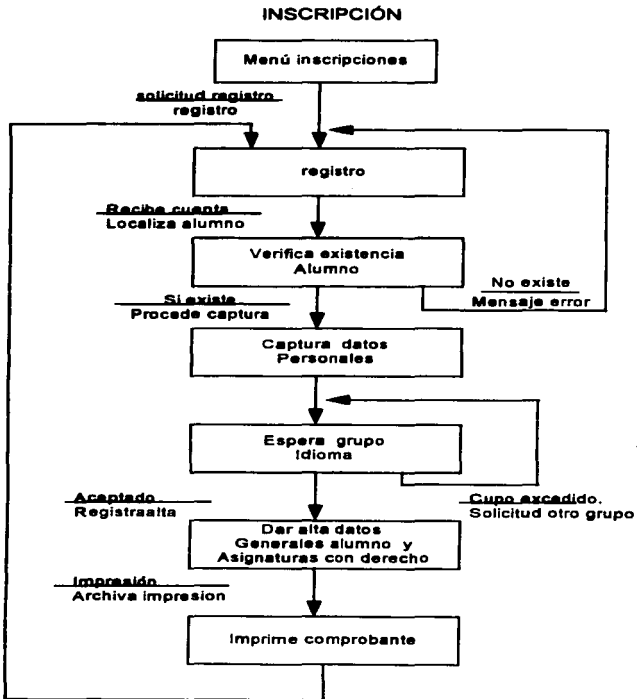 INSCRIPCIÓN
Menú inscripciones
solicitud registro
registro
registro
Recibe cuenta
Localiza alumno
Verifica existencia
Alumno
No existe
Mensaje error
Si existe
Procede captura
Captura datos
Personales
Espera grupo
Idioma
Aceptado
Registraalta
Cupo excedido.
Solicitud otro grupo
Dar alta datos
Generales alumno y
Asignaturas con derecho
Impresión
Archiva impresion
Imprime comprobante